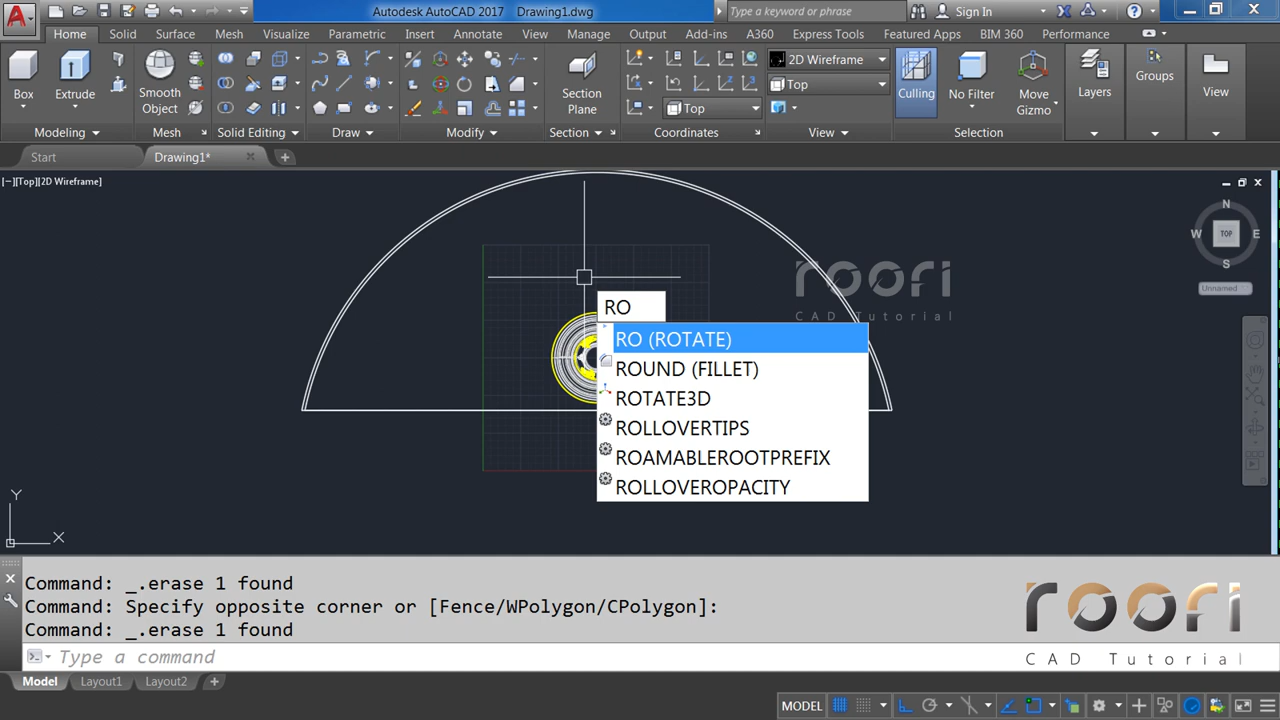 Autodesk AutoCAD 2017 Drawing1.dwg
Type a keyword or phrase
Sign In
Home Solid Surface Mesh Visualize Parametric Insert Annotate View Manage Output Add-ins A360 Express Tools Featured Apps BIM 360 Performance
Box
Extrude
Smooth
Object
Section
Plane
2D Wireframe
Top
Top
Culling
No Filter
Move
Gizmo
Layers
Groups
View
Modeling
Mesh
Solid Editing
Draw
Modify
Section
Coordinates
View
Selection
Start
Drawing1*
[−][Top][2D Wireframe]
N
W
TOP
E
S
Unnamed
roori
CAD Tutorial
RO
RO (ROTATE)
ROUND (FILLET)
ROTATE3D
ROLLOVERTIPS
ROAMABLEROOTPREFIX
ROLLOVEROPACITY
Y
X
Command: _.erase 1 found
Command: Specify opposite corner or [Fence/WPolygon/CPolygon]:
Command: _.erase 1 found
Type a command
roori
CAD Tutorial
Model Layout1 Layout2
MODEL